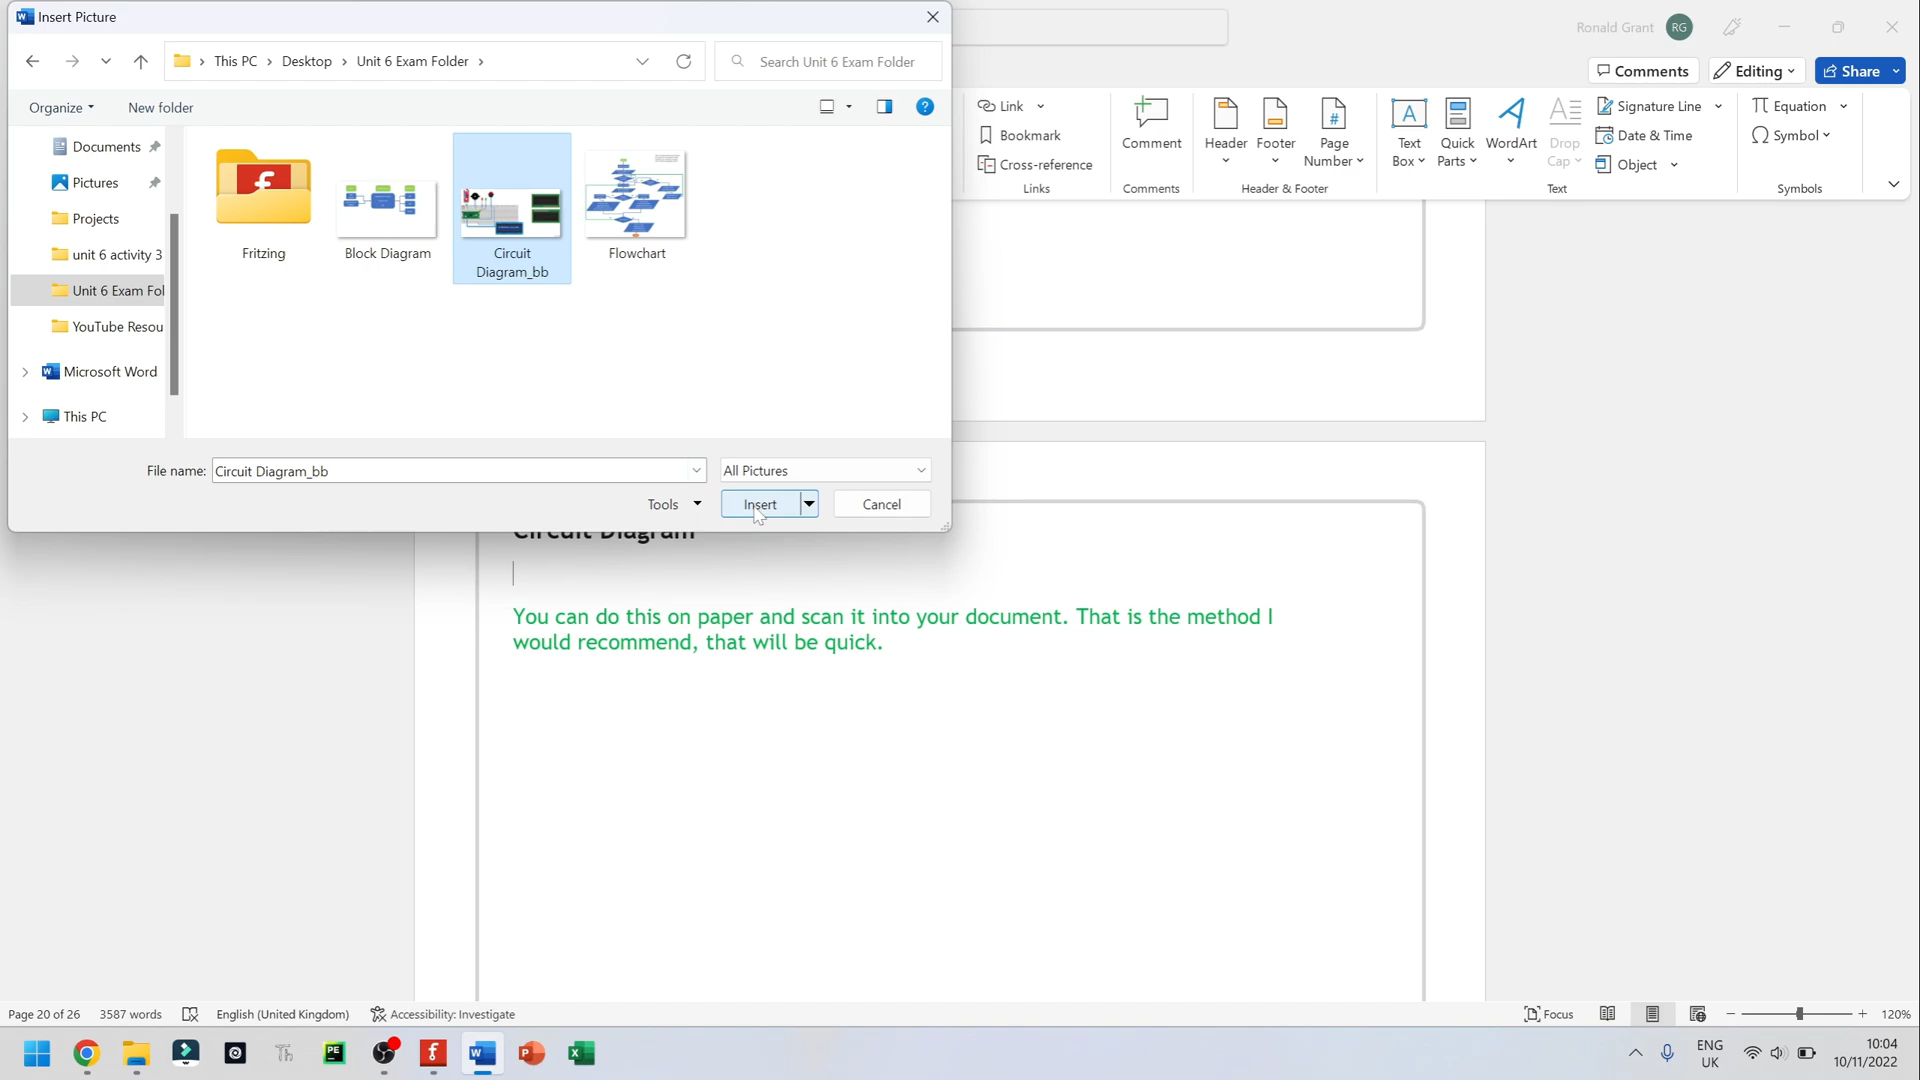 Insert Picture
This PC > Desktop > Unit 6 Exam Folder >
Search Unit 6 Exam Folder
Organize
New folder
Documents
Pictures
Projects
unit 6 activity 3
Unit 6 Exam Fol
YouTube Resou
Microsoft Word
This PC
Fritzing
Block Diagram
Circuit
Diagram_bb
Flowchart
File name: Circuit Diagram_bb
All Pictures
Tools
Insert
Cancel
Ronald Grant RG
Comments
Editing
Share
Link
Bookmark
Cross-reference
Links
Comment
Comments
Header
Footer
Page
Number
Header & Footer
Text
Box
Quick
Parts
WordArt
Drop
Cap
Signature Line
Date & Time
Object
Text
Equation
Symbol
Symbols
Circuit Diagram
You can do this on paper and scan it into your document. That is the method I
would recommend, that will be quick.
Page 20 of 26
3587 words
English (United Kingdom)
Accessibility: Investigate
Focus
120%
ENG
UK
10:04
10/11/2022